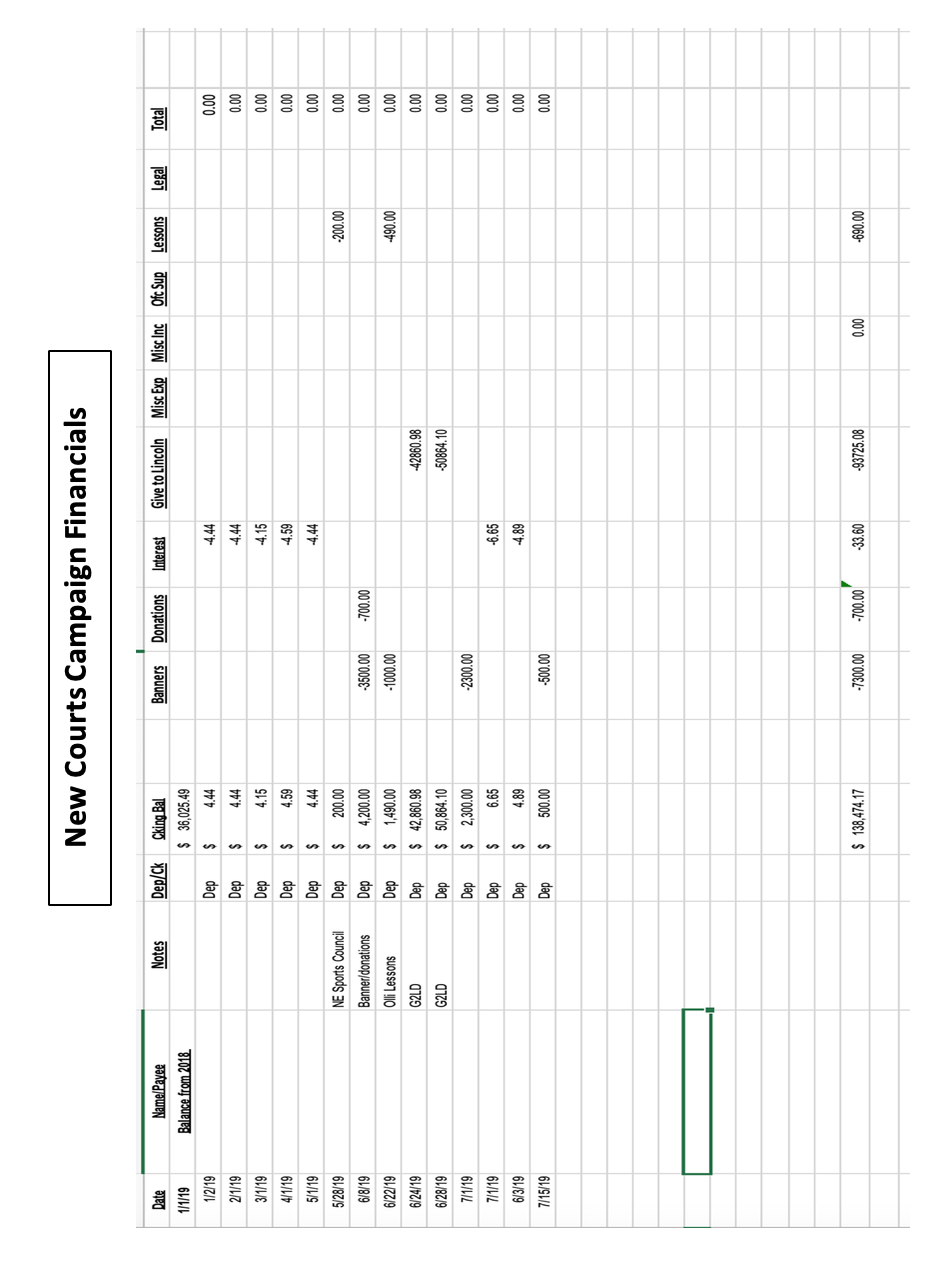 New Courts Campaign Financials
Date Name/Payee Notes Dep/Ck Cking Bal Banners Donations Interest Give to Lincoln Misc Exp Misc Inc Ofc Sup Lessons Legal Total
1/1/19 Balance from 2018 $ 36,025.49
1/2/19 Dep $ 4.44 -4.44 0.00
2/1/19 Dep $ 4.44 -4.44 0.00
3/1/19 Dep $ 4.15 -4.15 0.00
4/1/19 Dep $ 4.59 -4.59 0.00
5/1/19 Dep $ 4.44 -4.44 0.00
5/28/19 NE Sports Council Dep $ 200.00 -200.00 0.00
6/8/19 Banner/donations Dep $ 4,200.00 -3500.00 -700.00 0.00
6/22/19 Olli Lessons Dep $ 1,490.00 -1000.00 -490.00 0.00
6/24/19 G2LD Dep $ 42,860.98 -42860.98 0.00
6/28/19 G2LD Dep $ 50,864.10 -50864.10 0.00
7/1/19 Dep $ 2,300.00 -2300.00 0.00
7/1/19 Dep $ 6.65 -6.65 0.00
6/3/19 Dep $ 4.89 -4.89 0.00
7/15/19 Dep $ 500.00 -500.00 0.00
$ 138,474.17 -7300.00 -700.00 -33.60 -93725.08 0.00 -690.00